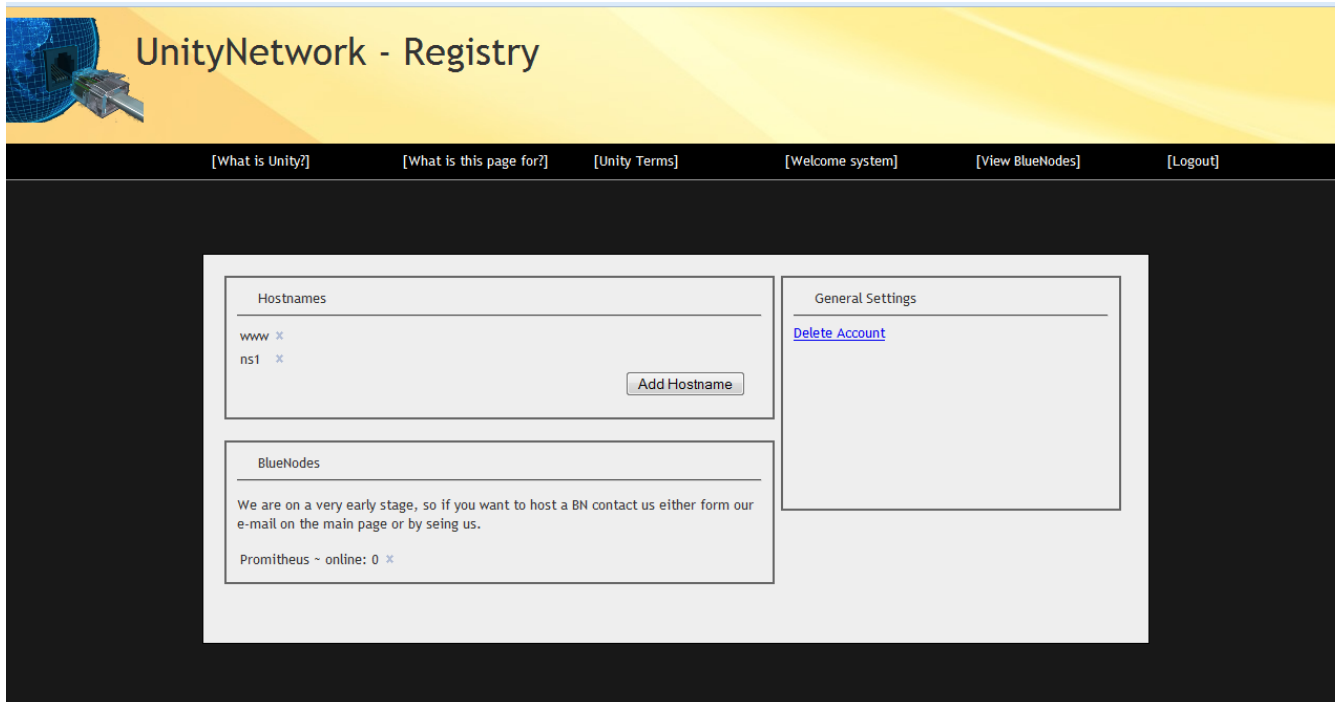 UnityNetwork - Registry
[What is Unity?] [What is this page for?] [Unity Terms] [Welcome system] [View BlueNodes] [Logout]
Hostnames
www x
ns1 x
Add Hostname
BlueNodes
We are on a very early stage, so if you want to host a BN contact us either form our
e-mail on the main page or by seing us.
Promitheus ~ online: 0 x
General Settings
Delete Account